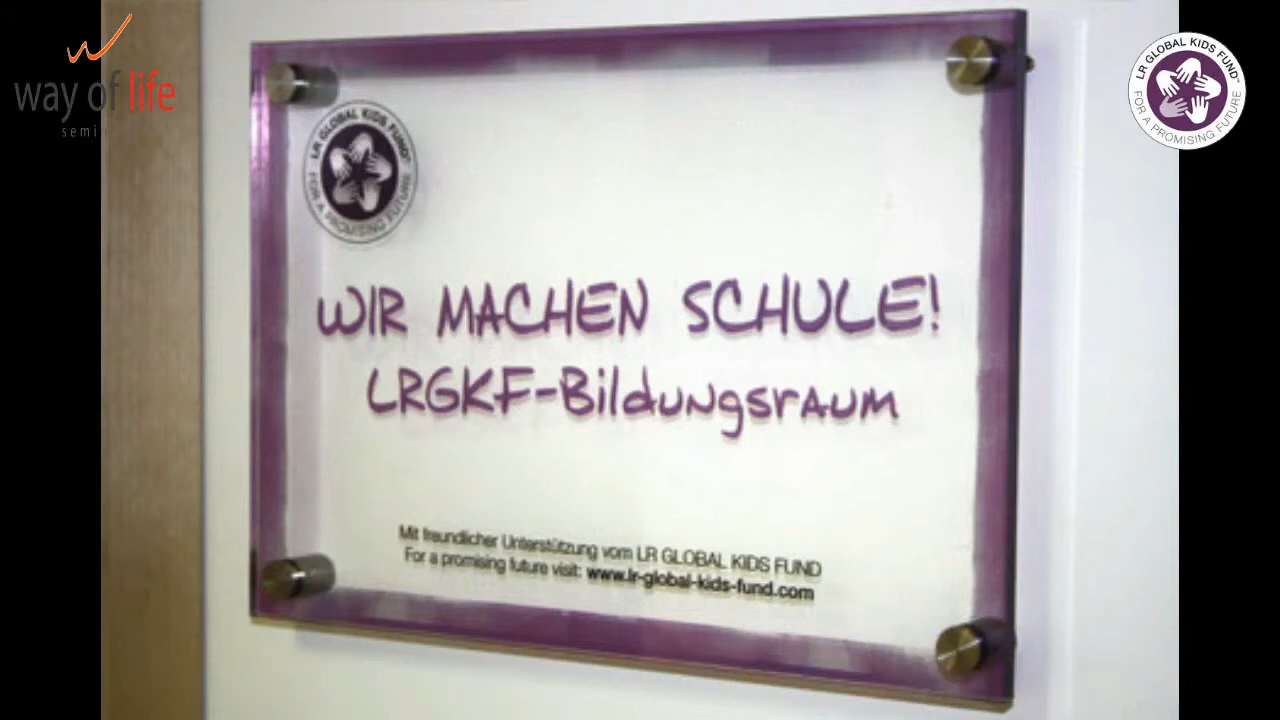 way of life
LR GLOBAL KIDS FUND™
FOR A PROMISING FUTURE
LR GLOBAL KIDS FUND™
FOR A PROMISING FUTURE
WIR MACHEN SCHULE!
LRGKF-Bildungsraum
Mit freundlicher Unterstützung vom LR GLOBAL KIDS FUND
For a promising future visit: www.lr-global-kids-fund.com